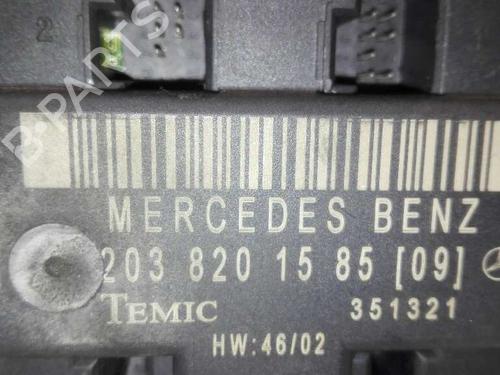 2
B-PARTS
MERCEDES BENZ
203 820 15 85 [09]
TEMIC 351321
HW:46/02